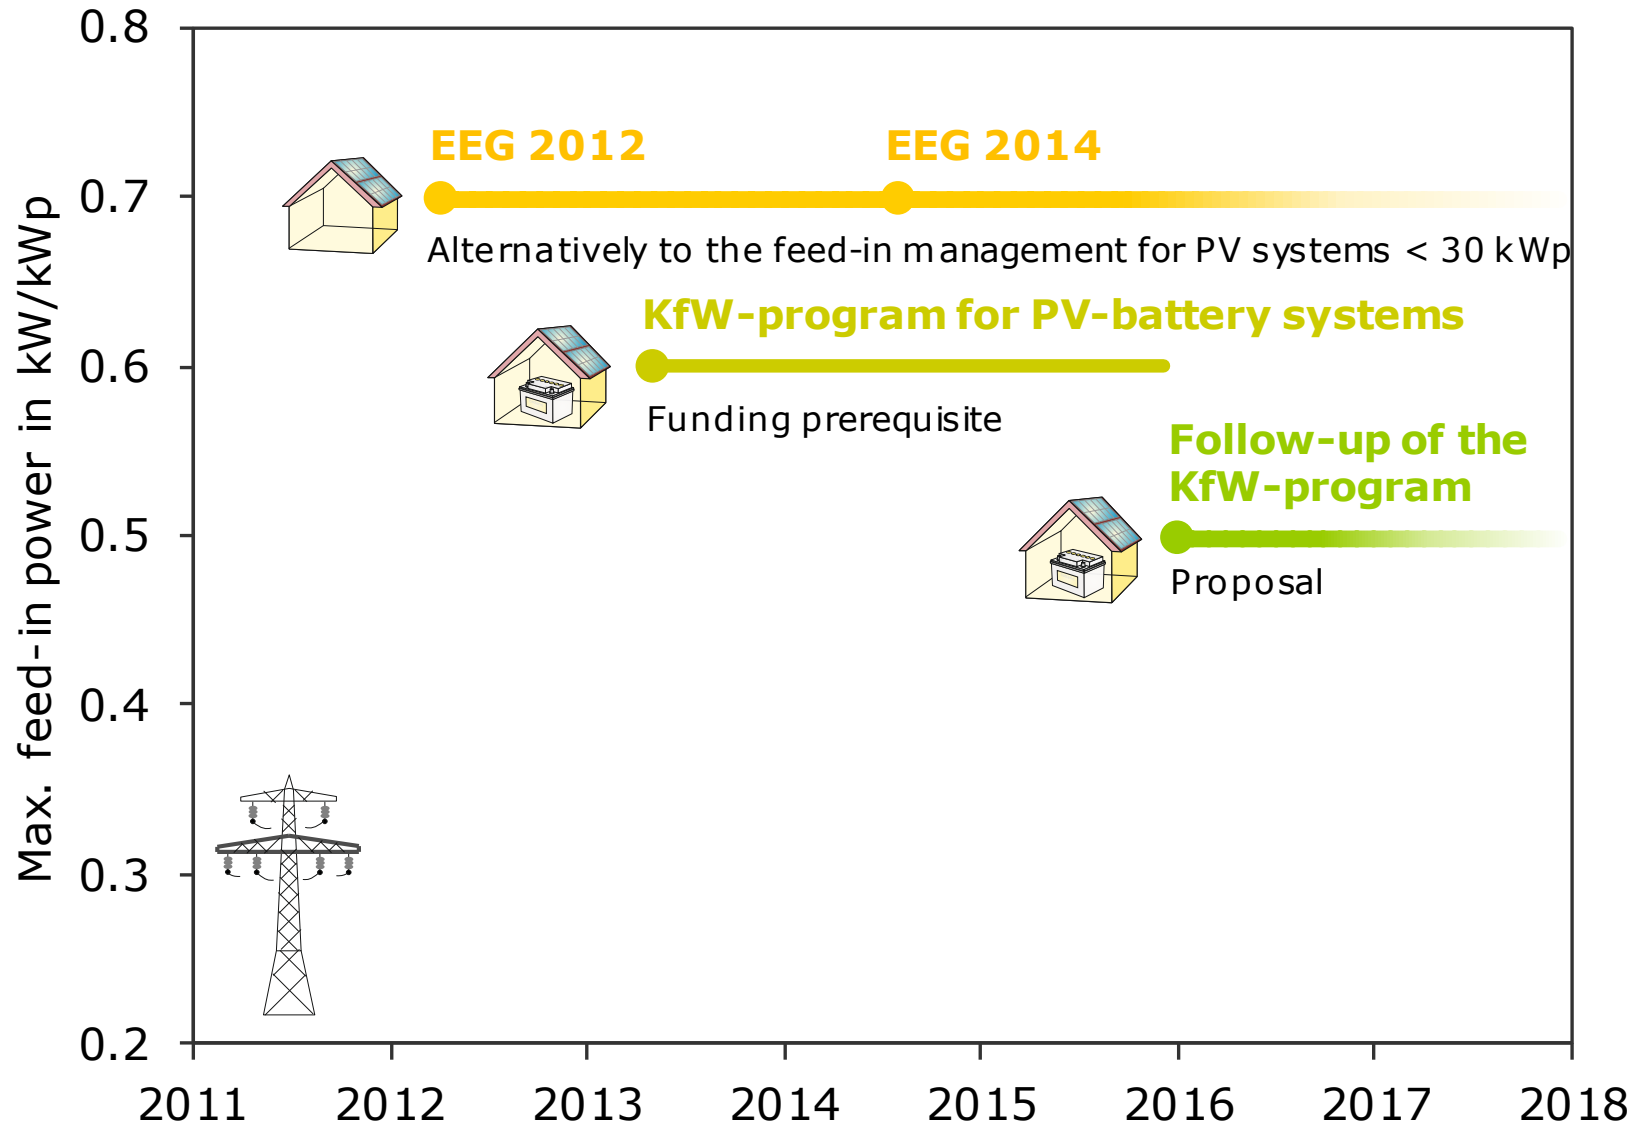 Max. feed-in power in kW/kWp
0.8
0.7
0.6
0.5
0.4
0.3
0.2
EEG 2012
EEG 2014
Alternatively to the feed-in management for PV systems < 30 kWp
KfW-program for PV-battery systems
Funding prerequisite
Follow-up of the
KfW-program
Proposal
2011 2012 2013 2014 2015 2016 2017 2018